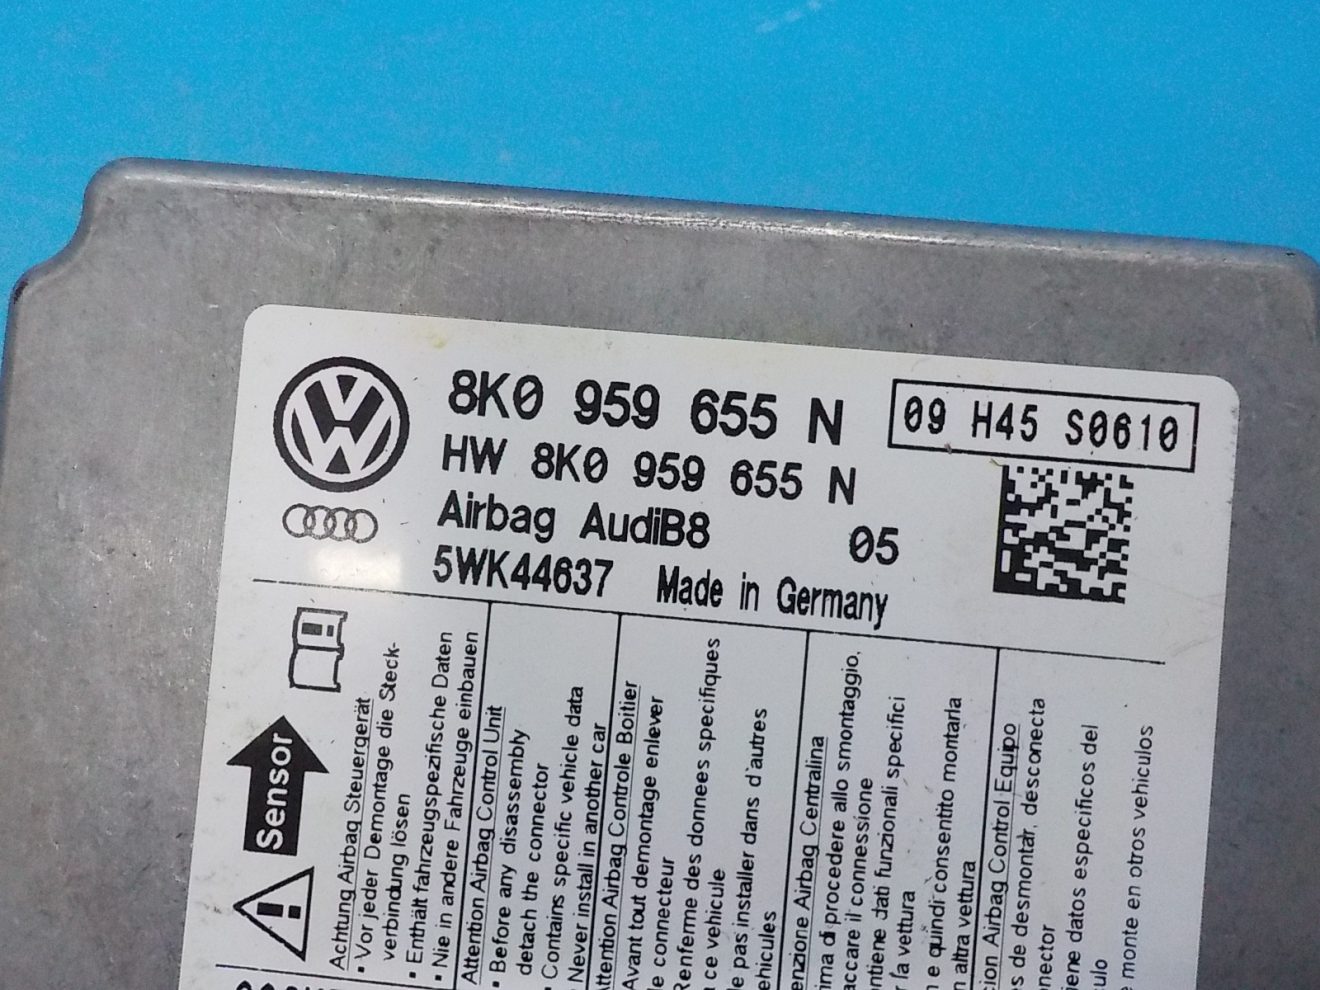 8K0 959 655 N
09 H45 S0610
HW 8K0 959 655 N
Airbag AudiB8 05
5WK44637 Made in Germany
Sensor
Achtung Airbag Steuergerät
• Vor jeder Demontage die Steck-
verbindung lösen
• Enthält fahrzeugspezifische Daten
• Nie in andere Fahrzeuge einbauen
Attention Airbag Control Unit
• Before any disassembly
detach the connector
• Contains specific vehicle data
Never install in another car
Attention Airbag Controle Boitier
Avant tout demontage enlever
le connecteur
Renferme des donnees specifiques
a ce vehicule
pas installer dans d'autres
Airbag Centralina
di procedere allo smontaggio,
il connessione
dati funzionali specifici
la vettura
e quindi consentito montarla
altra vettura
Airbag Control Equipo
de desmontar, desconecta
datos especificos del
monte en otros vehiculos